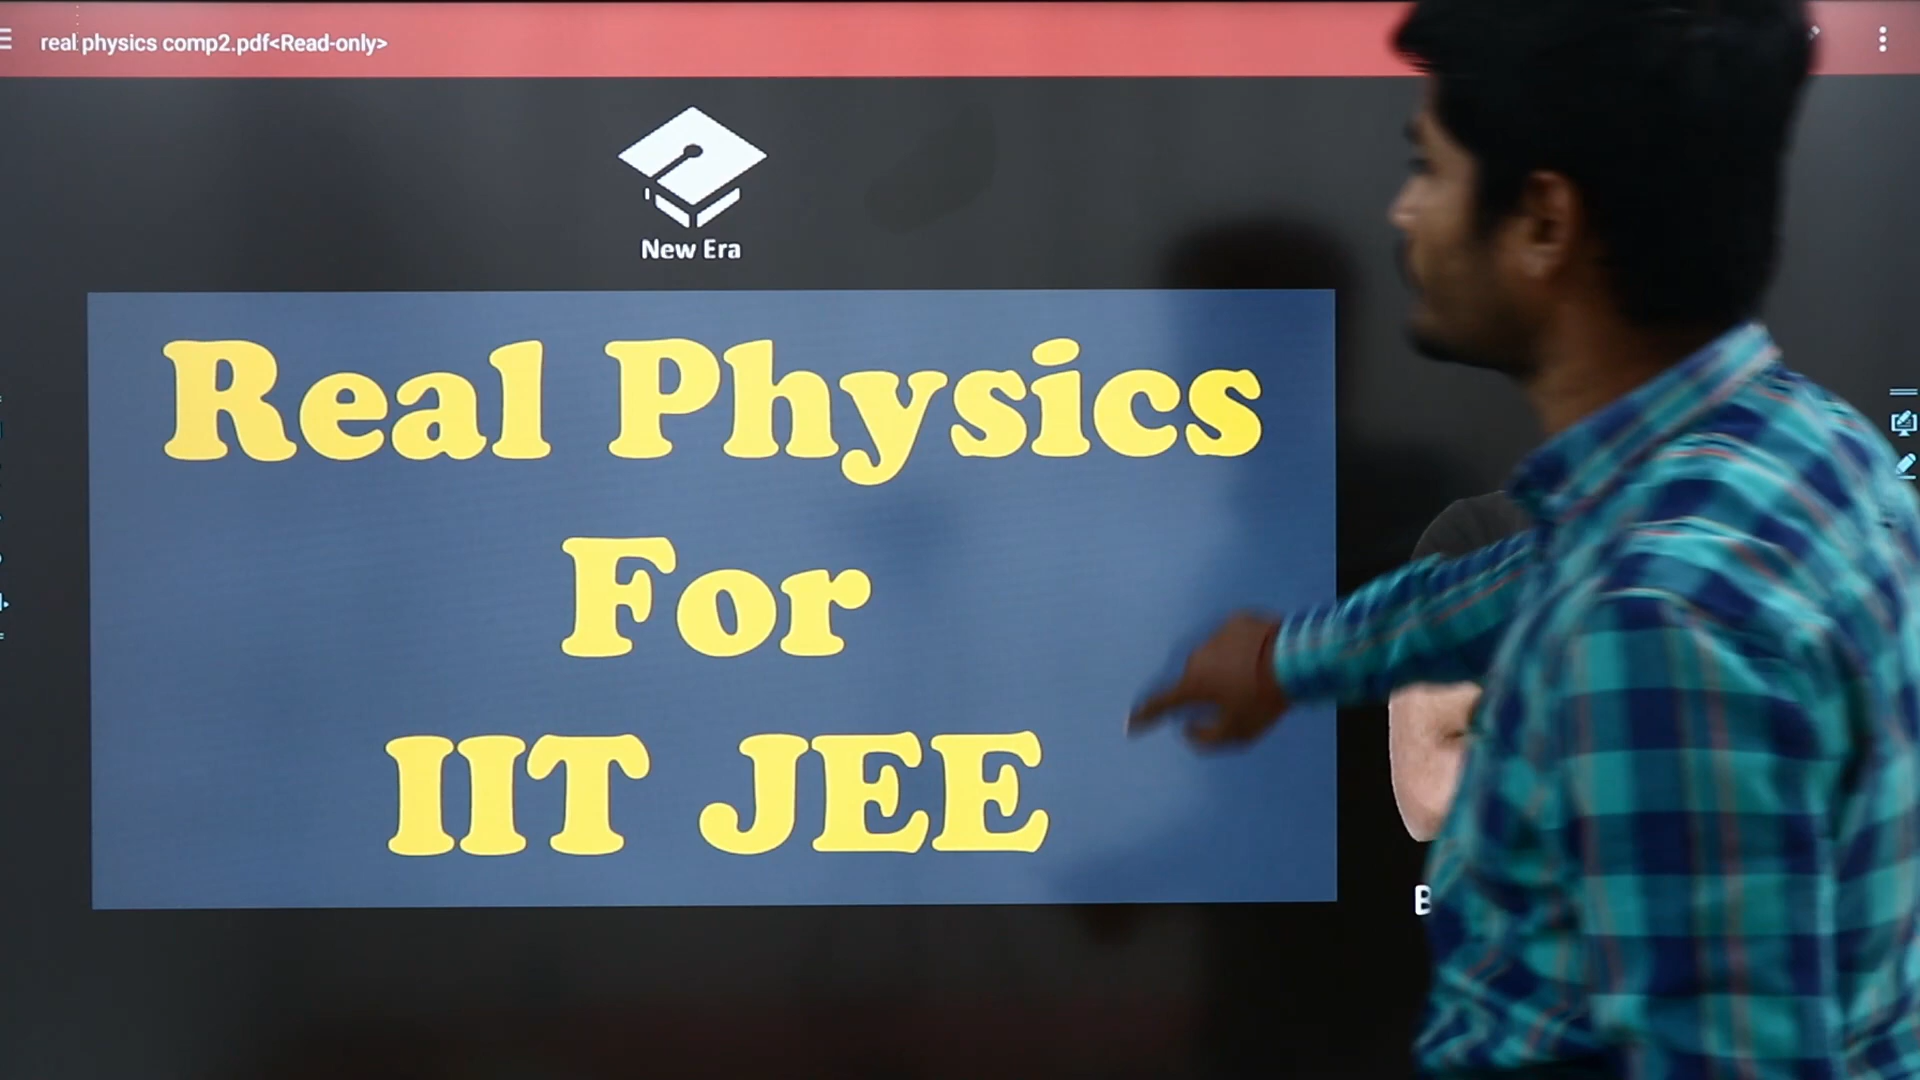 real physics comp2.pdf<Read-only>
New Era
Real Physics
For
IIT JEE